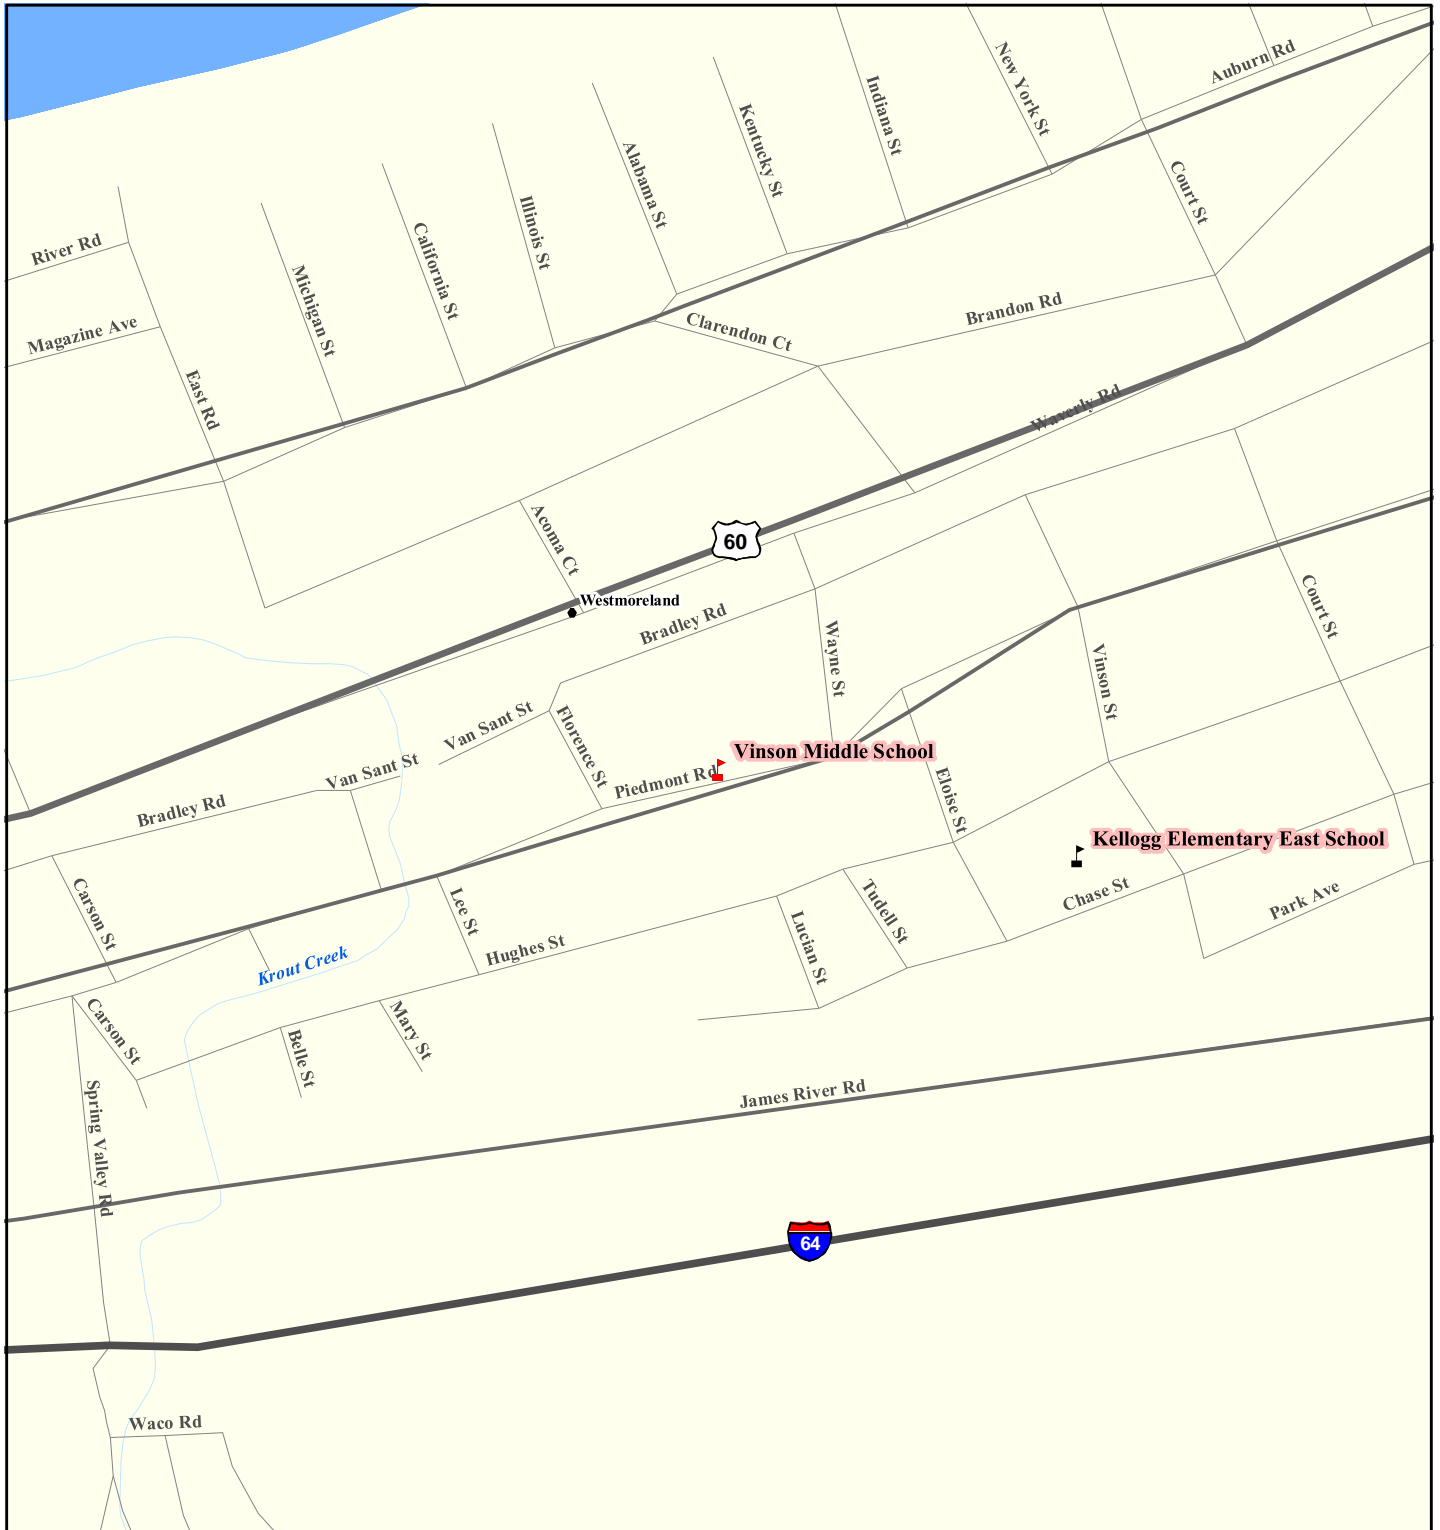 New York St
Auburn Rd
Indiana St
Kentucky St
Alabama St
Court St
Illinois St
River Rd
California St
Michigan St
Brandon Rd
Clarendon Ct
Magazine Ave
East Rd
Waverly Rd
Acoma Ct
60
Westmoreland
Bradley Rd
Court St
Wayne St
Vinson St
Van Sant St
Florence St
Vinson Middle School
Van Sant St
Piedmont Rd
Eloise St
Bradley Rd
Kellogg Elementary East School
Carson St
Lee St
Tudell St
Chase St
Park Ave
Hughes St
Lucian St
Krout Creek
Carson St
Mary St
Belle St
James River Rd
Spring Valley Rd
64
Waco Rd